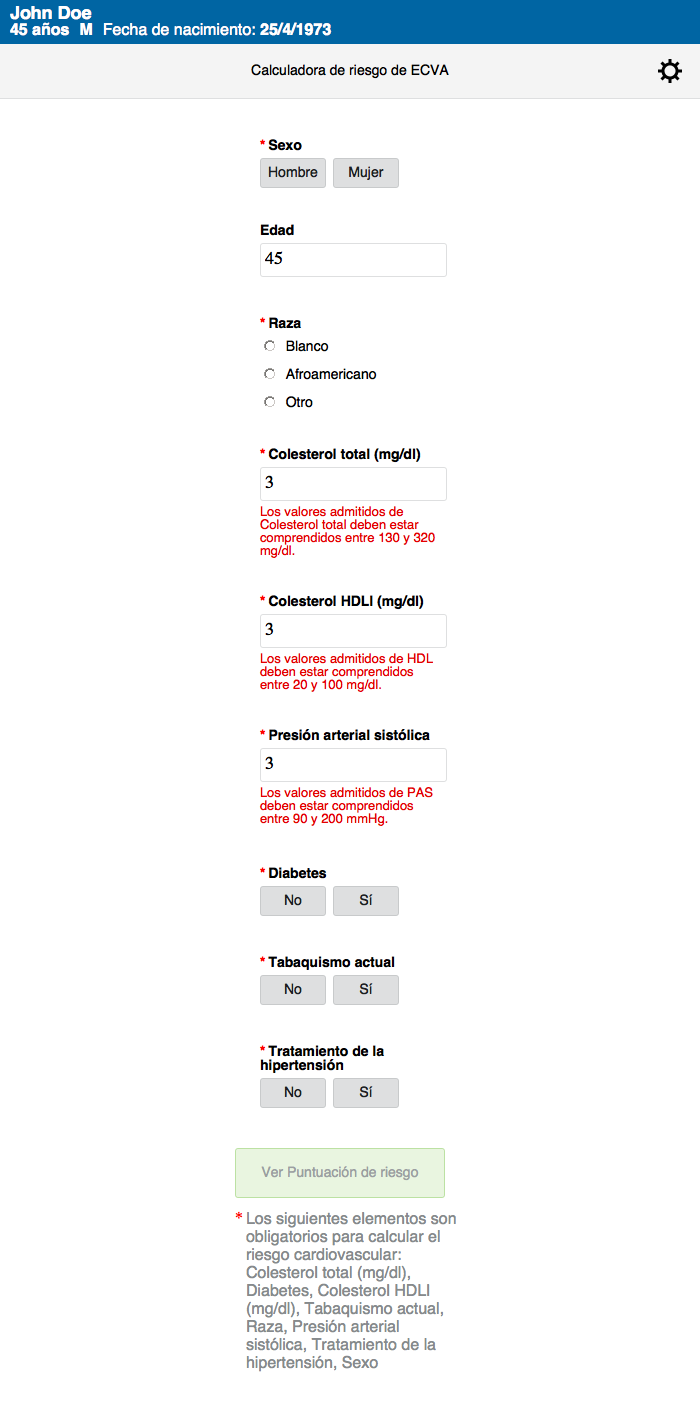 John Doe
45 años M Fecha de nacimiento: 25/4/1973
Calculadora de riesgo de ECVA
* Sexo
Hombre Mujer
Edad
45
* Raza
Blanco
Afroamericano
Otro
* Colesterol total (mg/dl)
3
Los valores admitidos de
Colesterol total deben estar
comprendidos entre 130 y 320
mg/dl.
* Colesterol HDLl (mg/dl)
3
Los valores admitidos de HDL
deben estar comprendidos
entre 20 y 100 mg/dl.
* Presión arterial sistólica
3
Los valores admitidos de PAS
deben estar comprendidos
entre 90 y 200 mmHg.
* Diabetes
No Sí
* Tabaquismo actual
No Sí
* Tratamiento de la
hipertensión
No Sí
Ver Puntuación de riesgo
* Los siguientes elementos son
obligatorios para calcular el
riesgo cardiovascular:
Colesterol total (mg/dl),
Diabetes, Colesterol HDLl
(mg/dl), Tabaquismo actual,
Raza, Presión arterial
sistólica, Tratamiento de la
hipertensión, Sexo